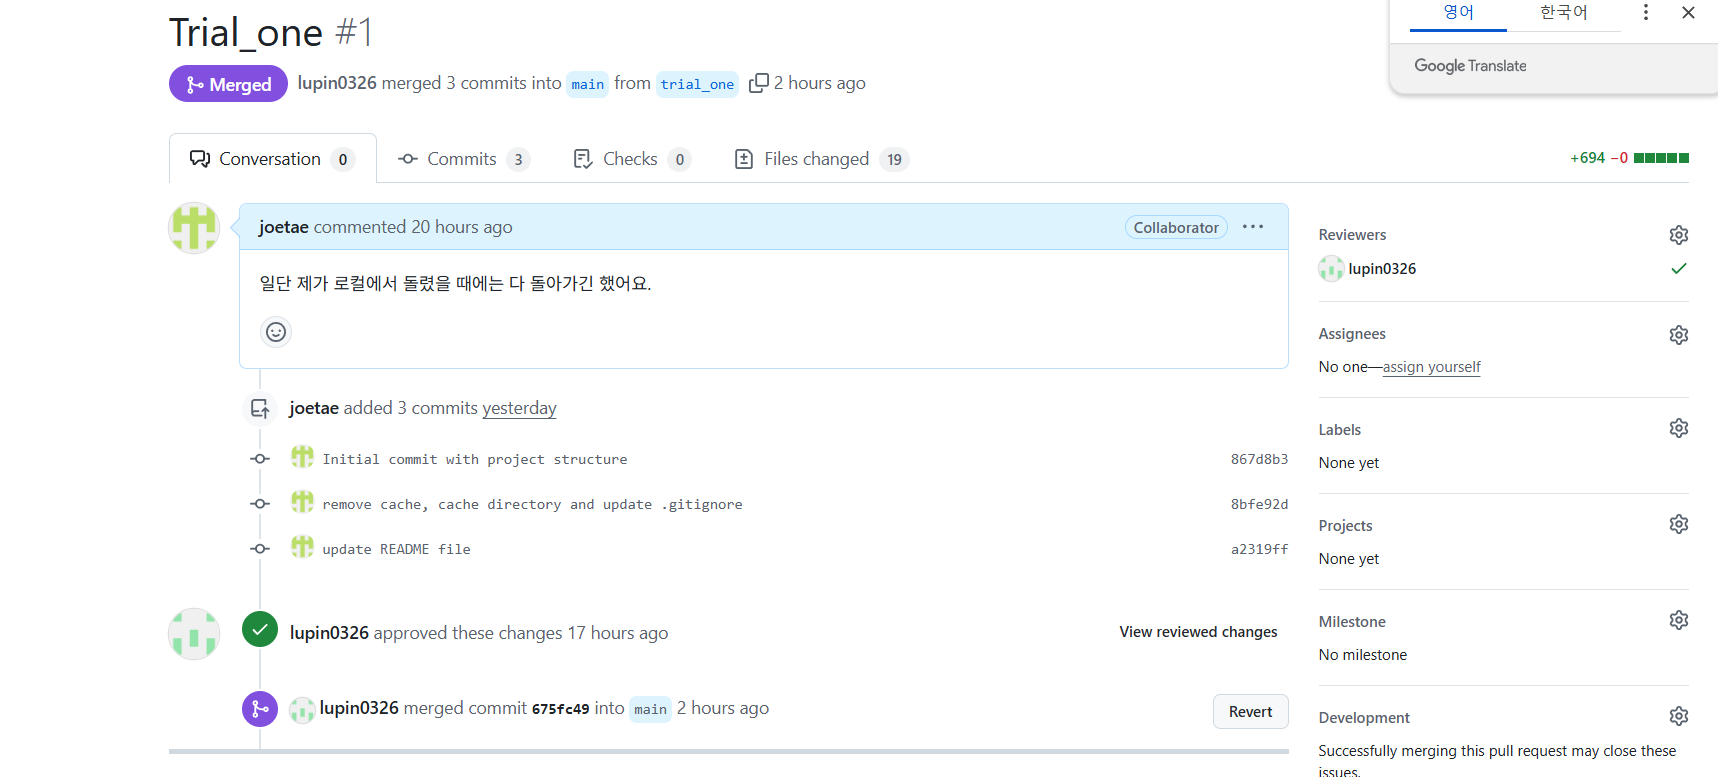 Trial_one #1
영어 한국어
Google Translate
Merged lupin0326 merged 3 commits into main from trial_one 2 hours ago
Conversation 0 Commits 3 Checks 0 Files changed 19
+694 −0
joetae commented 20 hours ago Collaborator
일단 제가 로컬에서 돌렸을 때에는 다 돌아가긴 했어요.
joetae added 3 commits yesterday
Initial commit with project structure 867d8b3
remove cache, cache directory and update .gitignore 8bfe92d
update README file a2319ff
lupin0326 approved these changes 17 hours ago View reviewed changes
lupin0326 merged commit 675fc49 into main 2 hours ago Revert
Reviewers
lupin0326
Assignees
No one—assign yourself
Labels
None yet
Projects
None yet
Milestone
No milestone
Development
Successfully merging this pull request may close these
issues.